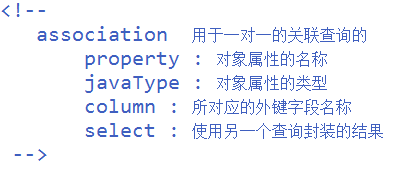 <!--
association 用于一对一的关联查询的
property : 对象属性的名称
javaType : 对象属性的类型
column : 所对应的外键字段名称
select : 使用另一个查询封装的结果
-->